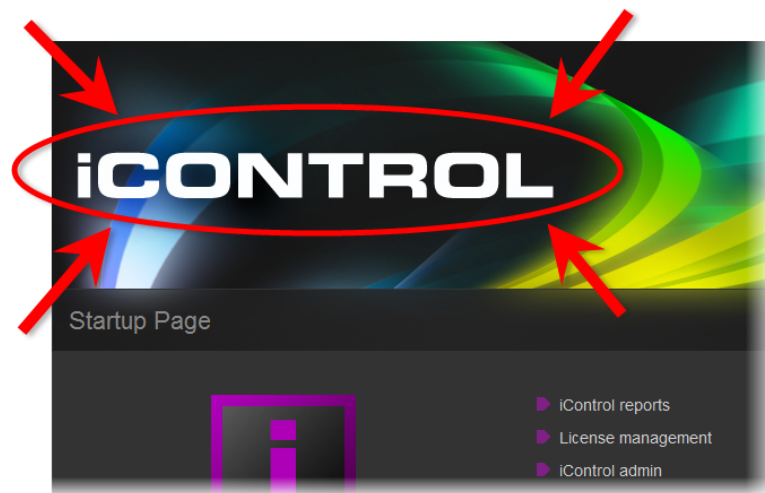 iCONTROL
Startup Page
i
iControl reports
License management
iControl admin